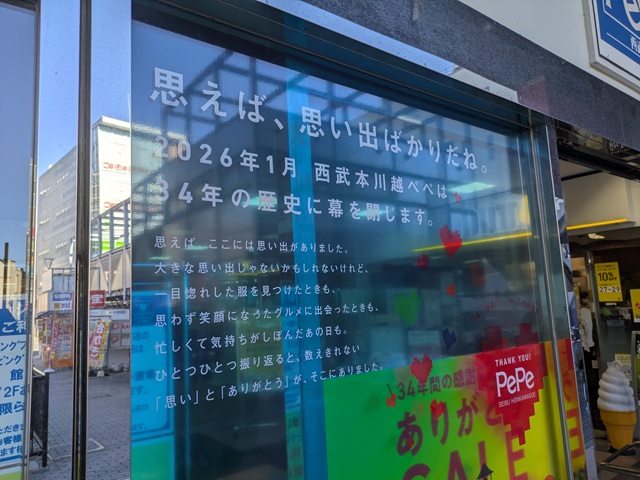 思えば、思い出ばかりだね。
2026年1月 西武本川越ペペは、
34年の歴史に幕を閉じます。
思えば、ここには思い出がありました。
大きな思い出じゃないかもしれないけれど、
一目惚れした服を見つけたときも、
思わず笑顔になったグルメに出会ったときも、
忙しくて気持ちがしぼんだあの日も。
ひとつひとつ振り返ると、数えきれない
「思い」と「ありがとう」が、そこにありました。
34年間の感謝
ありがと
SALE
THANK YOU!
PePe
SEIBU HONKAWAGOE
10%
27-29
館